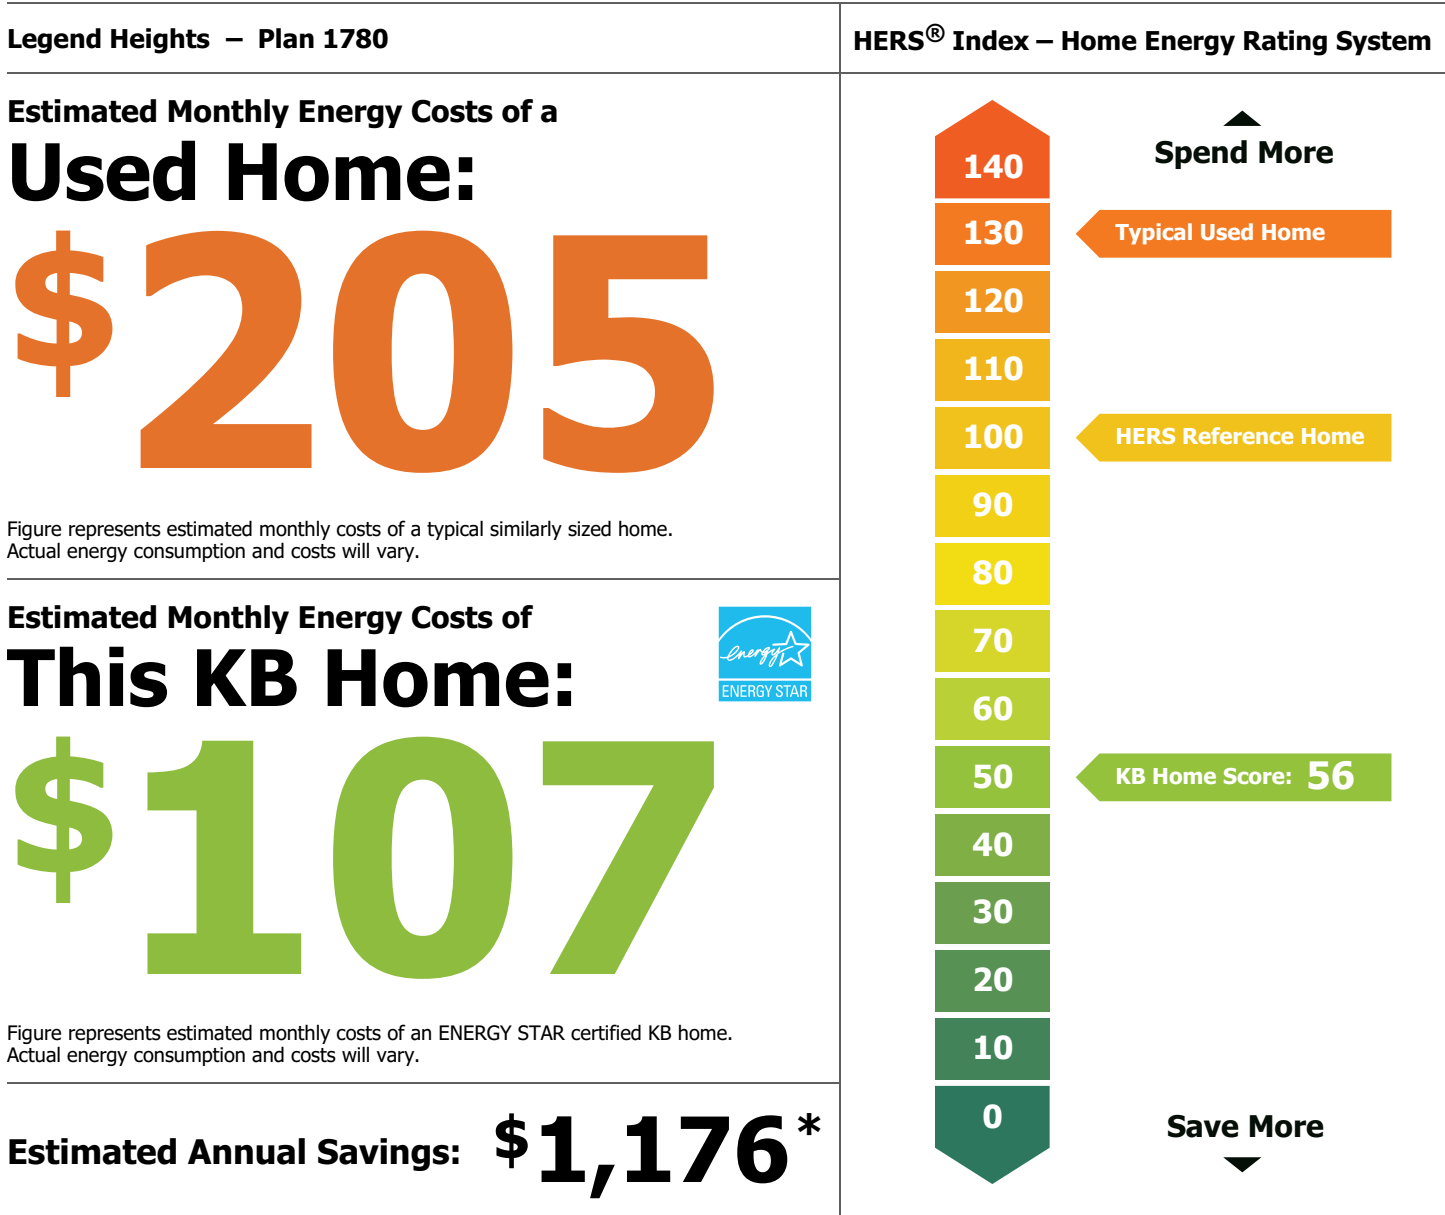 Legend Heights – Plan 1780
Estimated Monthly Energy Costs of a
Used Home:
$205
Figure represents estimated monthly costs of a typical similarly sized home.
Actual energy consumption and costs will vary.
Estimated Monthly Energy Costs of
This KB Home:
energy
ENERGY STAR
$107
Figure represents estimated monthly costs of an ENERGY STAR certified KB home.
Actual energy consumption and costs will vary.
Estimated Annual Savings: $1,176*
HERS® Index – Home Energy Rating System
Spend More
140
130 Typical Used Home
120
110
100 HERS Reference Home
90
80
70
60
50 KB Home Score: 56
40
30
20
10
0
Save More